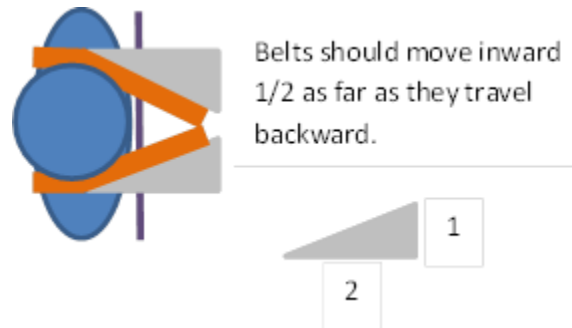 Belts should move inward
1/2 as far as they travel
backward.
1
2